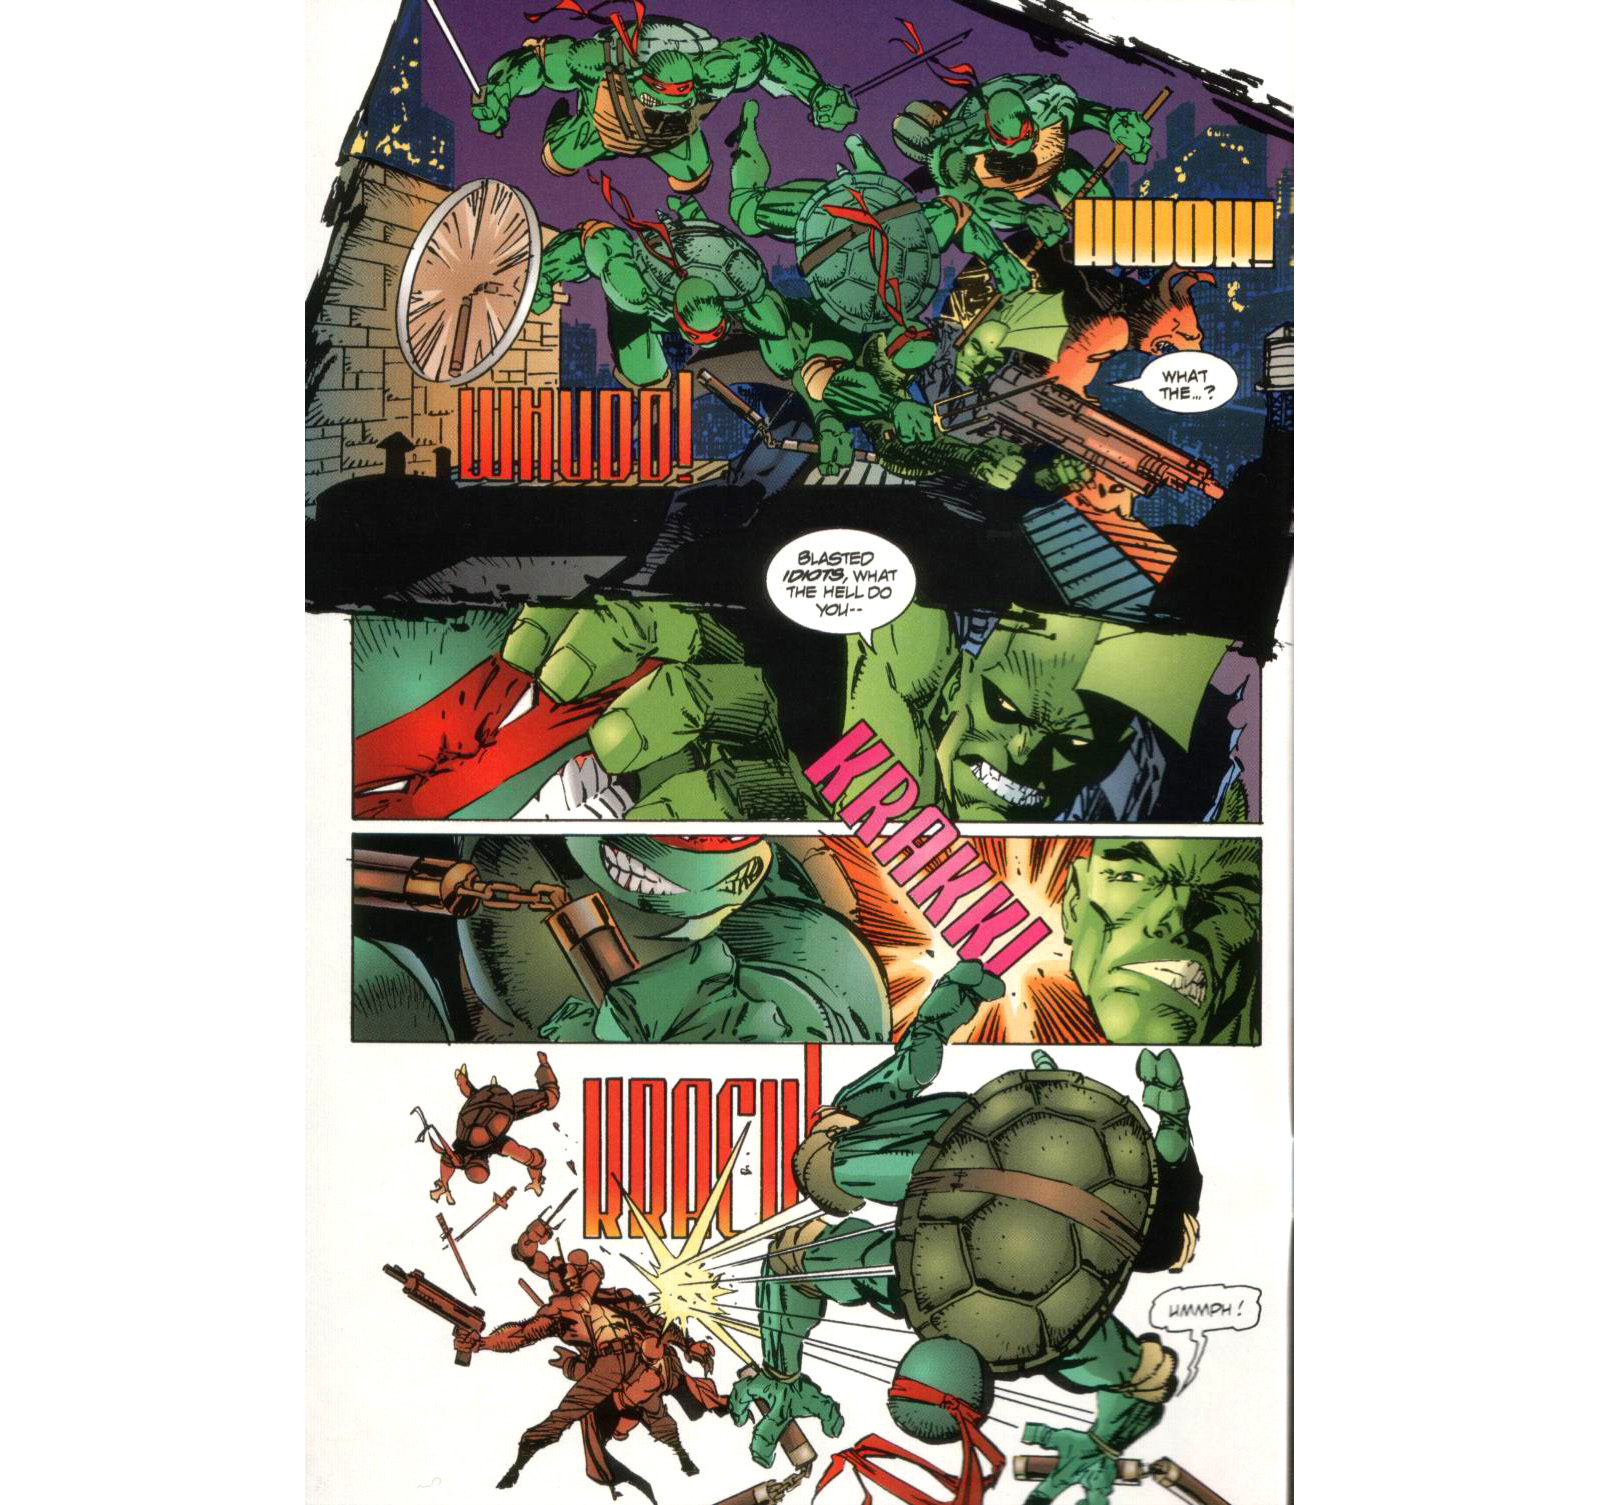 HWOK!
WHUDD!
WHAT
THE...?
BLASTED
IDIOTS, WHAT
THE HELL DO
YOU--
KRAKK!
KRACK!
UMMPH!